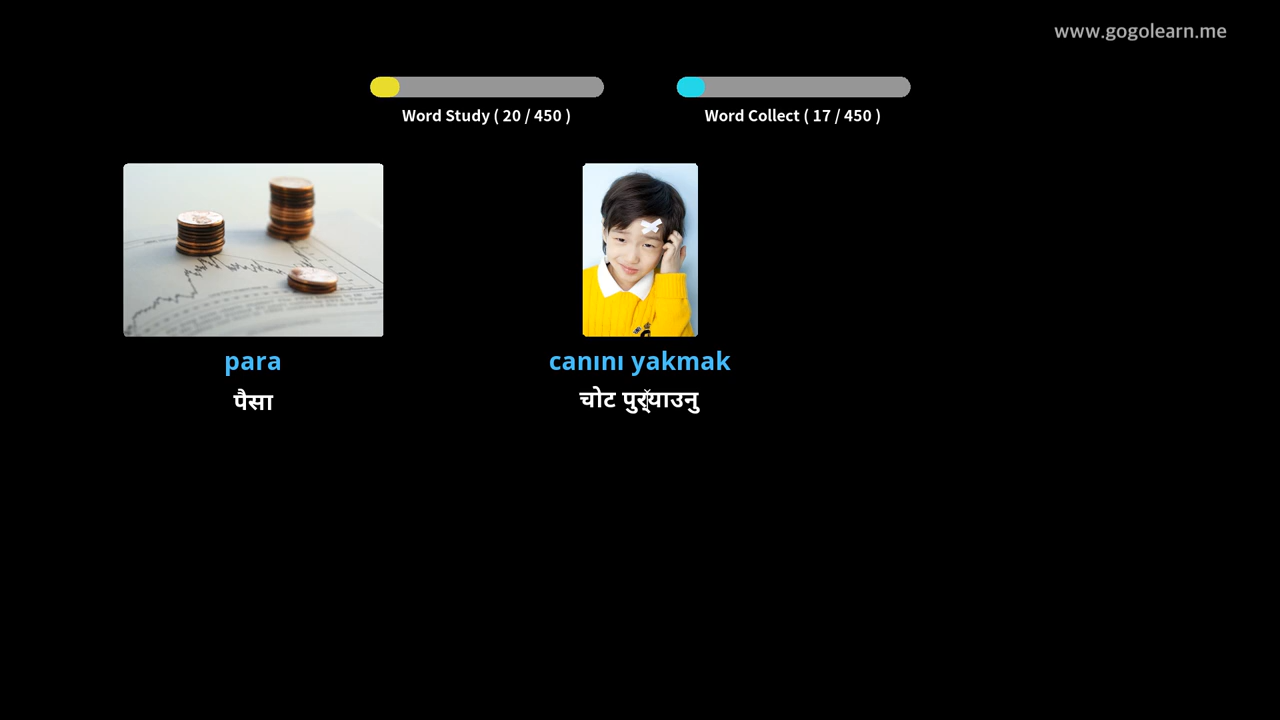 www.gogolearn.me
Word Study ( 20 / 450 )
Word Collect ( 17 / 450 )
para
canını yakmak
पैसा
चोट पुर्‍याउनु